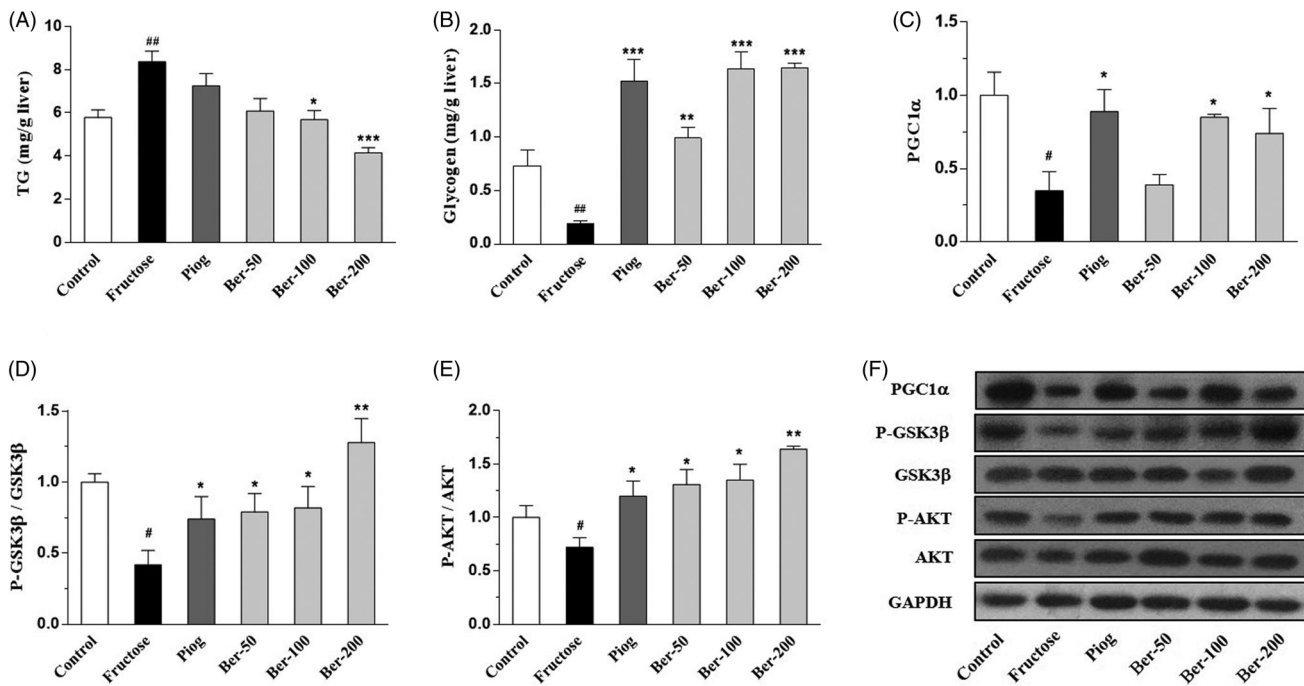 (A)
TG (mg/g liver)
10
8
6
4
2
0
##
*
***
Control
Fructose
Piog
Ber-50
Ber-100
Ber-200
(B)
Glycogen (mg/g liver)
2.0
1.5
1.0
0.5
0.0
##
***
**
***
***
Control
Fructose
Piog
Ber-50
Ber-100
Ber-200
(C)
PGC1α
1.5
1.0
0.5
0.0
#
*
*
*
Control
Fructose
Piog
Ber-50
Ber-100
Ber-200
(D)
P-GSK3β / GSK3β
1.5
1.0
0.5
0.0
#
*
*
*
**
Control
Fructose
Piog
Ber-50
Ber-100
Ber-200
(E)
P-AKT / AKT
2.0
1.5
1.0
0.5
0.0
#
*
*
*
**
Control
Fructose
Piog
Ber-50
Ber-100
Ber-200
(F)
PGC1α
P-GSK3β
GSK3β
P-AKT
AKT
GAPDH
Control
Fructose
Piog
Ber-50
Ber-100
Ber-200